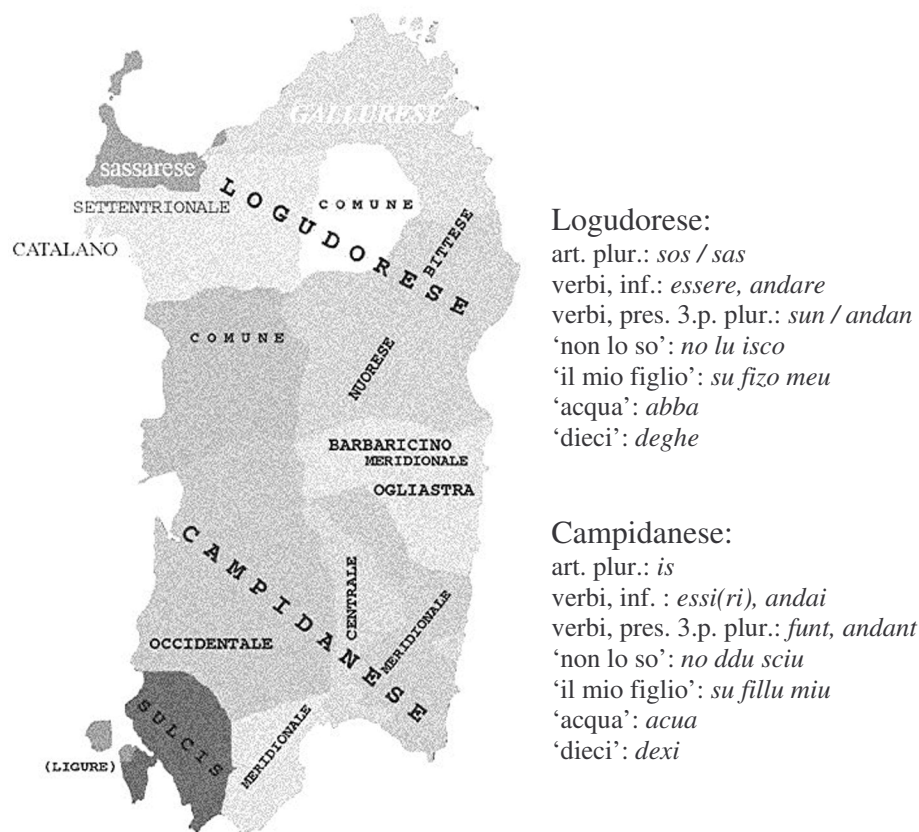 GALLURESE
sassarese
LOGUDORESE
COMUNE
SETTENTRIONALE
BITTESE
CATALANO
COMUNE
NUORESE
BARBARICINO
MERIDIONALE
OGLIASTRA
CAMPIDANESE
CENTRALE
MERIDIONALE
OCCIDENTALE
SULCIS
MERIDIONALE
(LIGURE)
Logudorese:
art. plur.: sos / sas
verbi, inf.: essere, andare
verbi, pres. 3.p. plur.: sun / andan
‘non lo so’: no lu isco
‘il mio figlio’: su fizo meu
‘acqua’: abba
‘dieci’: deghe
Campidanese:
art. plur.: is
verbi, inf. : essi(ri), andai
verbi, pres. 3.p. plur.: funt, andant
‘non lo so’: no ddu sciu
‘il mio figlio’: su fillu miu
‘acqua’: acua
‘dieci’: dexi